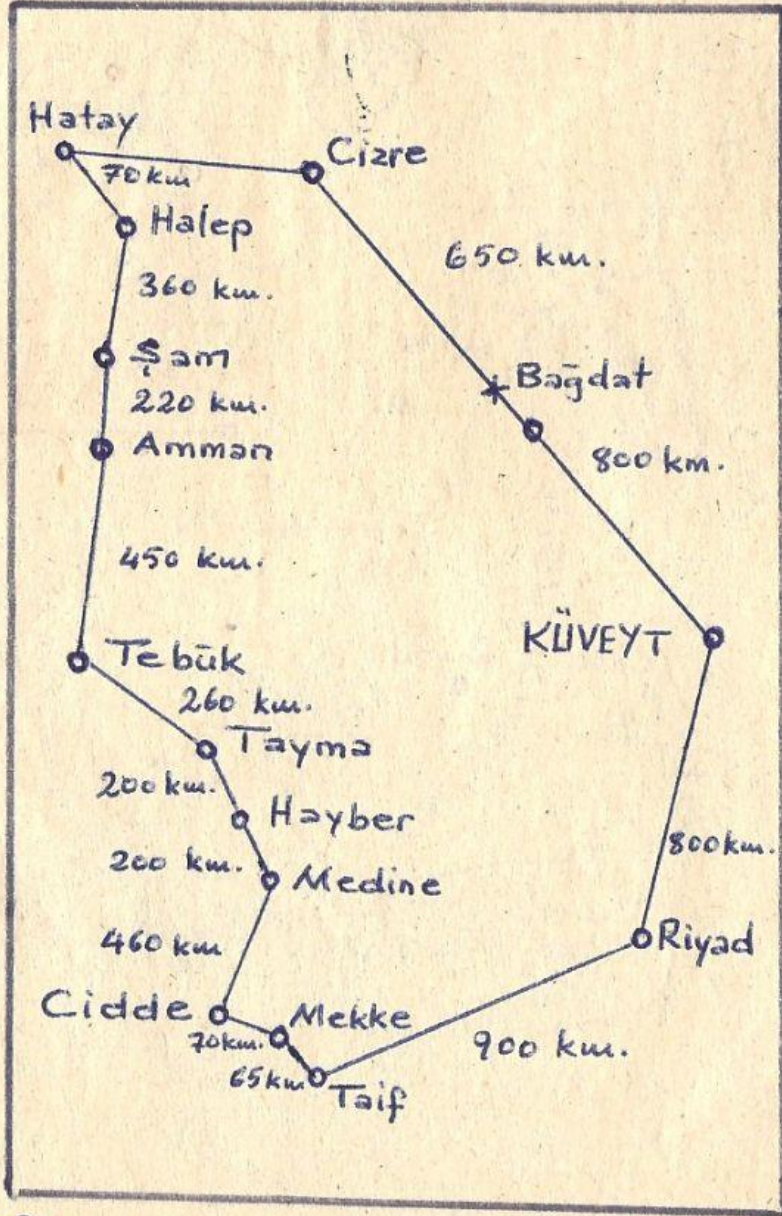 Hatay
Cizre
70 km
Halep
650 km.
360 km.
Şam
Bağdat
220 km.
Amman
800 km.
450 km.
KÜVEYT
Tebük
260 km.
Tayma
200 km.
Hayber
200 km.
Medine
800 km.
460 km
Riyad
Cidde
Mekke
70 km.
900 km.
65 km
Taif